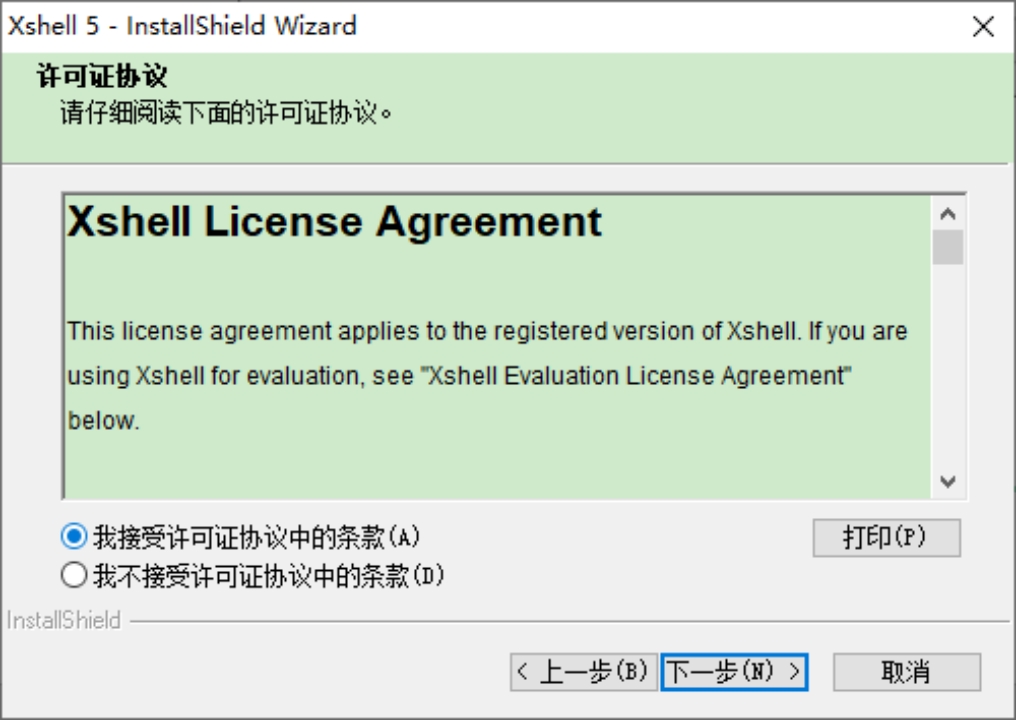 Xshell 5 - InstallShield Wizard
许可证协议
请仔细阅读下面的许可证协议。
Xshell License Agreement
This license agreement applies to the registered version of Xshell. If you are
using Xshell for evaluation, see "Xshell Evaluation License Agreement"
below.
我接受许可证协议中的条款(A)
打印(P)
我不接受许可证协议中的条款(D)
InstallShield
< 上一步(B) 下一步(N) > 取消